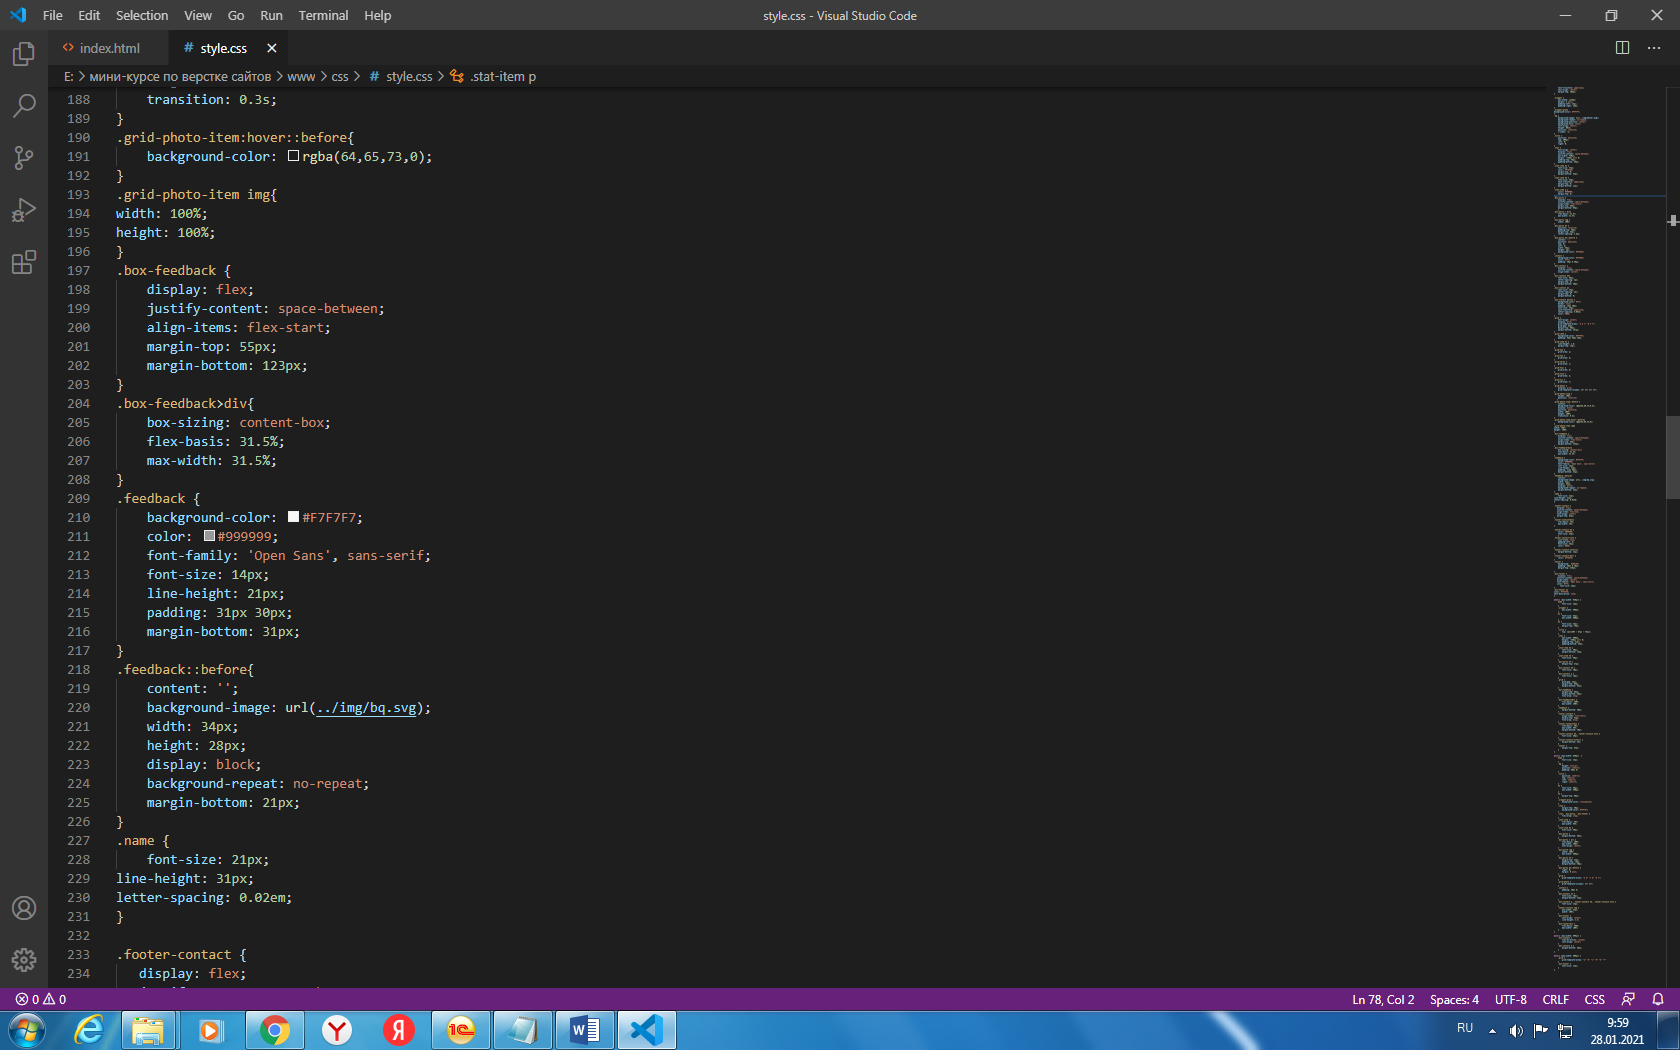 File Edit Selection View Go Run Terminal Help
style.css - Visual Studio Code
index.html
# style.css
E: > мини-курсе по верстке сайтов > www > css > # style.css > .stat-item p
188 transition: 0.3s;
189 }
190 .grid-photo-item:hover::before{
191 background-color: rgba(64,65,73,0);
192 }
193 .grid-photo-item img{
194 width: 100%;
195 height: 100%;
196 }
197 .box-feedback {
198 display: flex;
199 justify-content: space-between;
200 align-items: flex-start;
201 margin-top: 55px;
202 margin-bottom: 123px;
203 }
204 .box-feedback>div{
205 box-sizing: content-box;
206 flex-basis: 31.5%;
207 max-width: 31.5%;
208 }
209 .feedback {
210 background-color: #F7F7F7;
211 color: #999999;
212 font-family: 'Open Sans', sans-serif;
213 font-size: 14px;
214 line-height: 21px;
215 padding: 31px 30px;
216 margin-bottom: 31px;
217 }
218 .feedback::before{
219 content: '';
220 background-image: url(../img/bq.svg);
221 width: 34px;
222 height: 28px;
223 display: block;
224 background-repeat: no-repeat;
225 margin-bottom: 21px;
226 }
227 .name {
228 font-size: 21px;
229 line-height: 31px;
230 letter-spacing: 0.02em;
231 }
232
233 .footer-contact {
234 display: flex;
0 0
Ln 78, Col 2 Spaces: 4 UTF-8 CRLF CSS
RU
9:59
28.01.2021